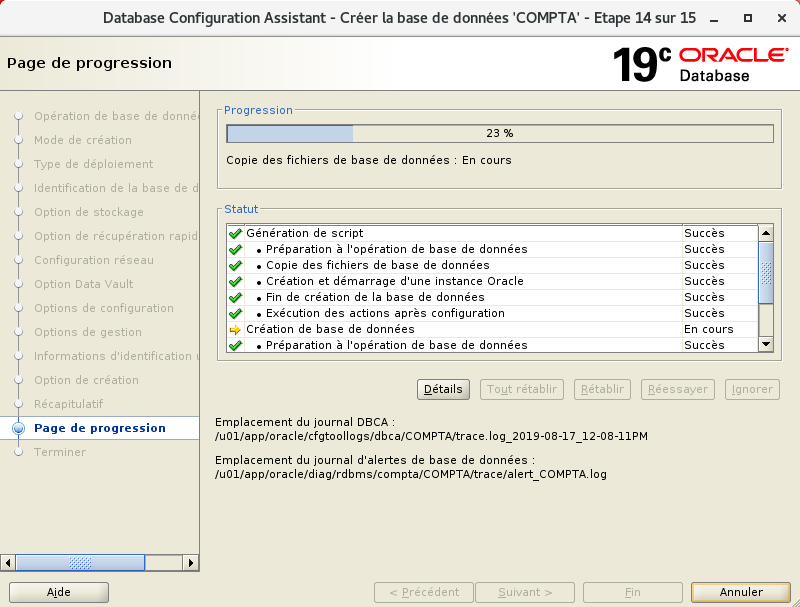 Database Configuration Assistant - Créer la base de données 'COMPTA' - Etape 14 sur 15
Page de progression
19c ORACLE Database
Opération de base de donné
Mode de création
Type de déploiement
Identification de la base de d
Option de stockage
Option de récupération rapid
Configuration réseau
Option Data Vault
Options de configuration
Options de gestion
Informations d'identification u
Option de création
Récapitulatif
Page de progression
Terminer
Progression
23 %
Copie des fichiers de base de données : En cours
Statut
Génération de script Succès
• Préparation à l'opération de base de données Succès
• Copie des fichiers de base de données Succès
• Création et démarrage d'une instance Oracle Succès
• Fin de création de la base de données Succès
• Exécution des actions après configuration Succès
Création de base de données En cours
• Préparation à l'opération de base de données Succès
Détails Tout rétablir Rétablir Réessayer Ignorer
Emplacement du journal DBCA :
/u01/app/oracle/cfgtoollogs/dbca/COMPTA/trace.log_2019-08-17_12-08-11PM
Emplacement du journal d'alertes de base de données :
/u01/app/oracle/diag/rdbms/compta/COMPTA/trace/alert_COMPTA.log
Aide < Précédent Suivant > Fin Annuler